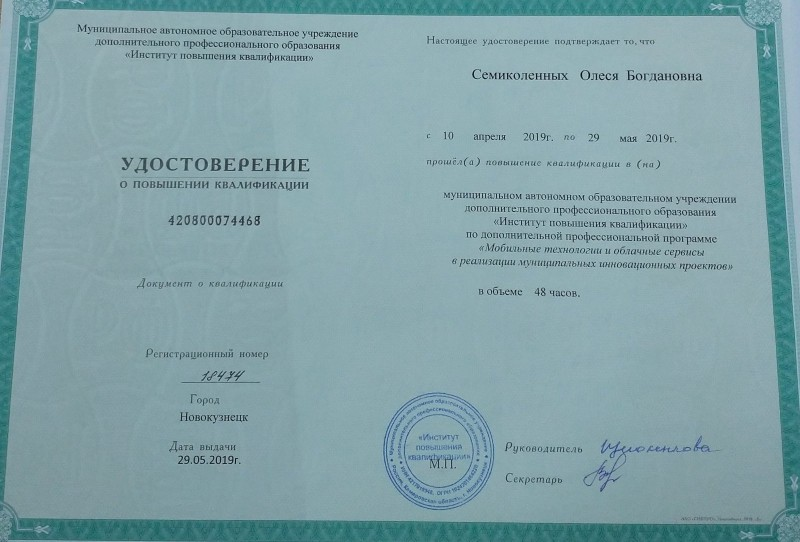 Муниципальное автономное образовательное учреждение
дополнительного профессионального образования
«Институт повышения квалификации»
УДОСТОВЕРЕНИЕ
О ПОВЫШЕНИИ КВАЛИФИКАЦИИ
420800074468
Документ о квалификации
Регистрационный номер
18474
Город
Новокузнецк
Дата выдачи
29.05.2019г.
Настоящее удостоверение подтверждает то, что
Семиколенных Олеся Богдановна
с 10 апреля 2019г. по 29 мая 2019г.
прошёл(а) повышение квалификации в (на)
муниципальном автономном образовательном учреждении
дополнительного профессионального образования
«Институт повышения квалификации»
по дополнительной профессиональной программе
«Мобильные технологии и облачные сервисы
в реализации муниципальных инновационных проектов»
в объеме 48 часов.
«Институт
повышения
квалификации»
М.П.
Руководитель
Секретарь